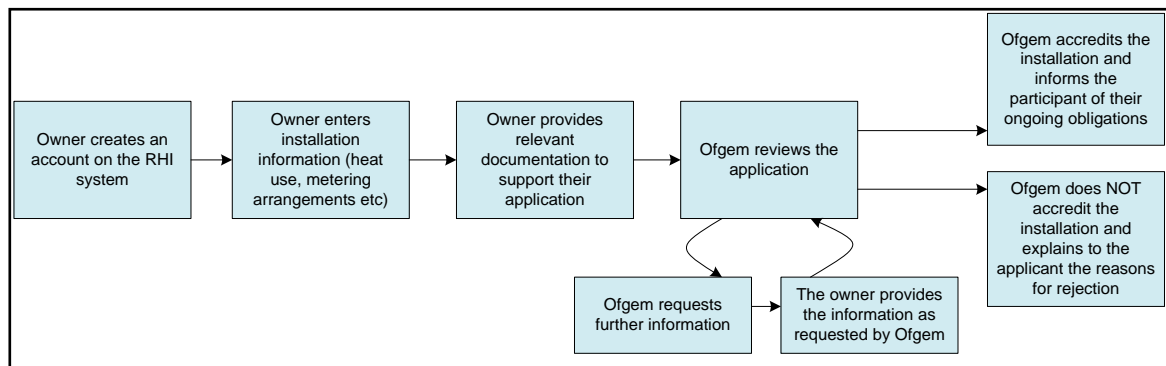 Owner creates an
account on the RHI
system
Owner enters
installation
information (heat
use, metering
arrangements etc)
Owner provides
relevant
documentation to
support their
application
Ofgem reviews the
application
Ofgem requests
further information
The owner provides
the information as
requested by Ofgem
Ofgem accredits the
installation and
informs the
participant of their
ongoing obligations
Ofgem does NOT
accredit the
installation and
explains to the
applicant the reasons
for rejection